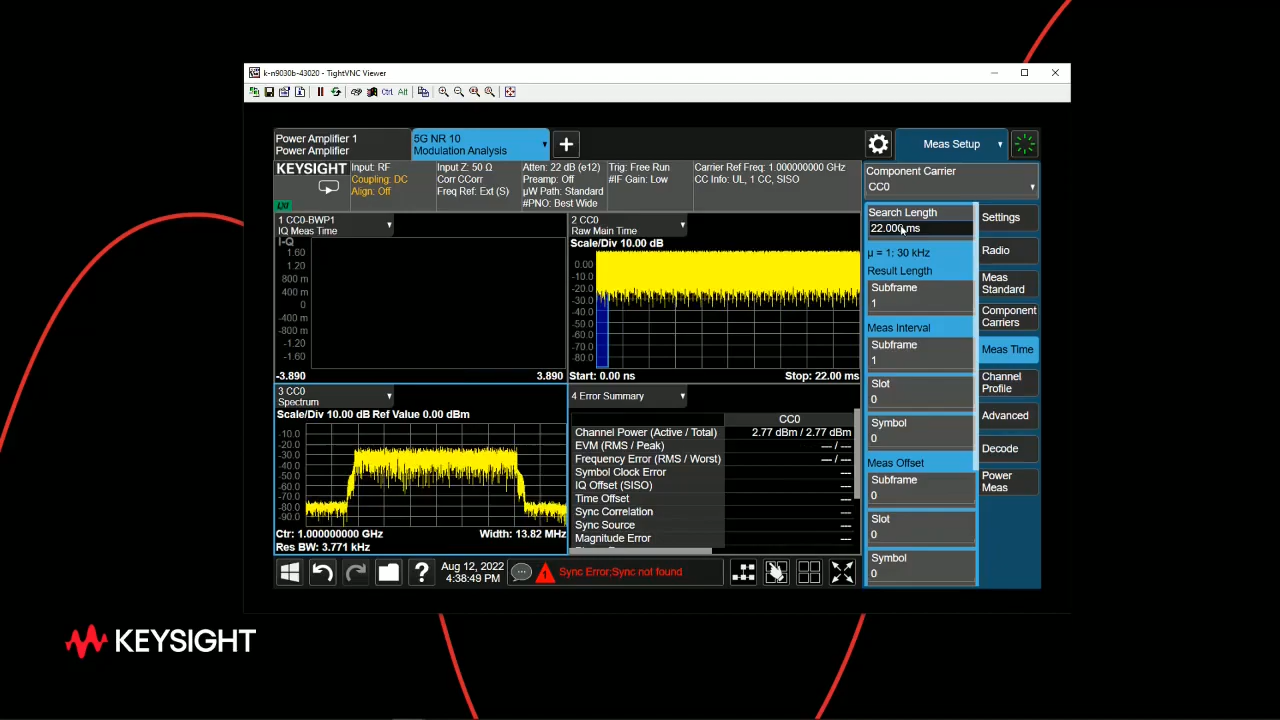 k-n9030b-43020 - TightVNC Viewer
Ctrl Alt
Power Amplifier 1
Power Amplifier
5G NR 10
Modulation Analysis
Meas Setup
KEYSIGHT
LXI
Input: RF
Coupling: DC
Align: Off
Input Z: 50 Ω
Corr CCorr
Freq Ref: Ext (S)
Atten: 22 dB (e12)
Preamp: Off
µW Path: Standard
#PNO: Best Wide
Trig: Free Run
#IF Gain: Low
Carrier Ref Freq: 1.000000000 GHz
CC Info: UL, 1 CC, SISO
Component Carrier
CC0
1 CC0-BWP1
IQ Meas Time
I-Q
1.60
1.20
800 m
400 m
0
-400 m
-800 m
-1.20
-1.60
-3.890
3.890
2 CC0
Raw Main Time
Scale/Div 10.00 dB
0.00
-10.0
-20.0
-30.0
-40.0
-50.0
-60.0
-70.0
-80.0
Start: 0.00 ns
Stop: 22.00 ms
3 CC0
Spectrum
Scale/Div 10.00 dB Ref Value 0.00 dBm
-10.0
-20.0
-30.0
-40.0
-50.0
-60.0
-70.0
-80.0
-90.0
Ctr: 1.00000000 GHz
Width: 13.82 MHz
Res BW: 3.771 kHz
4 Error Summary
CC0
Channel Power (Active / Total) 2.77 dBm / 2.77 dBm
EVM (RMS / Peak) --- / ---
Frequency Error (RMS / Worst) --- / ---
Symbol Clock Error ---
IQ Offset (SISO) ---
Time Offset ---
Sync Correlation ---
Sync Source ---
Magnitude Error ---
Search Length
22.000 ms
µ = 1: 30 kHz
Result Length
Subframe
1
Meas Interval
Subframe
1
Slot
0
Symbol
0
Meas Offset
Subframe
0
Slot
0
Symbol
0
Settings
Radio
Meas
Standard
Component
Carriers
Meas Time
Channel
Profile
Advanced
Decode
Power
Meas
?
Aug 12, 2022
4:38:49 PM
Sync Error;Sync not found
KEYSIGHT